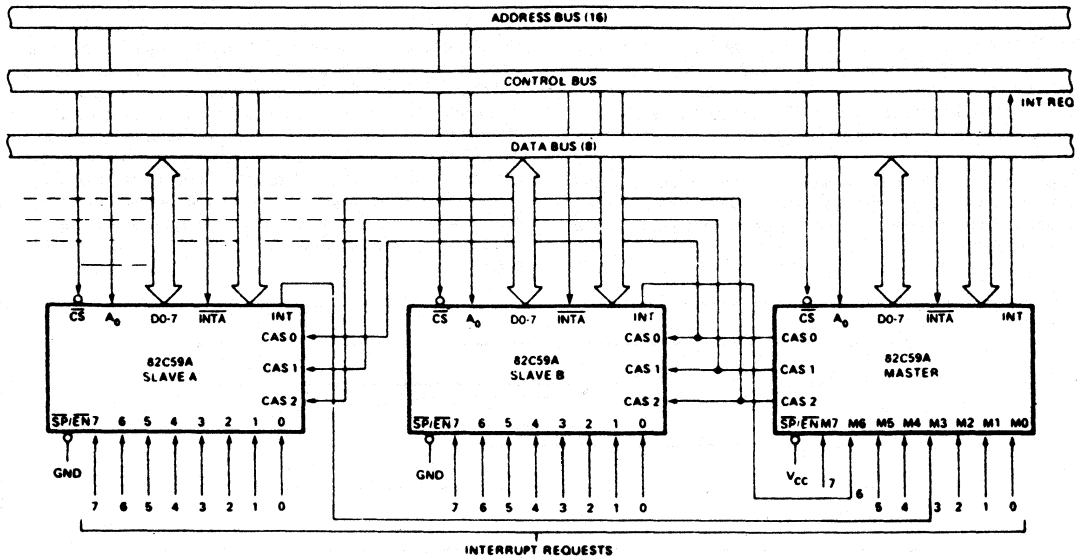 ADDRESS BUS (16)
CONTROL BUS
INT REQ
DATA BUS (8)
CS A0 D0-7 INTA INT
CAS 0
82C59A
SLAVE A
CAS 1
CAS 2
SP/EN 7 6 5 4 3 2 1 0
GND
7 6 5 4 3 2 1 0
CS A0 D0-7 INTA INT
CAS 0
82C59A
SLAVE B
CAS 1
CAS 2
SP/EN 7 6 5 4 3 2 1 0
GND
7 6 5 4 3 2 1 0
CS A0 D0-7 INTA INT
CAS 0
82C59A
MASTER
CAS 1
CAS 2
SP/EN M7 M6 M5 M4 M3 M2 M1 M0
VCC
7 6 5 4 3 2 1 0
INTERRUPT REQUESTS